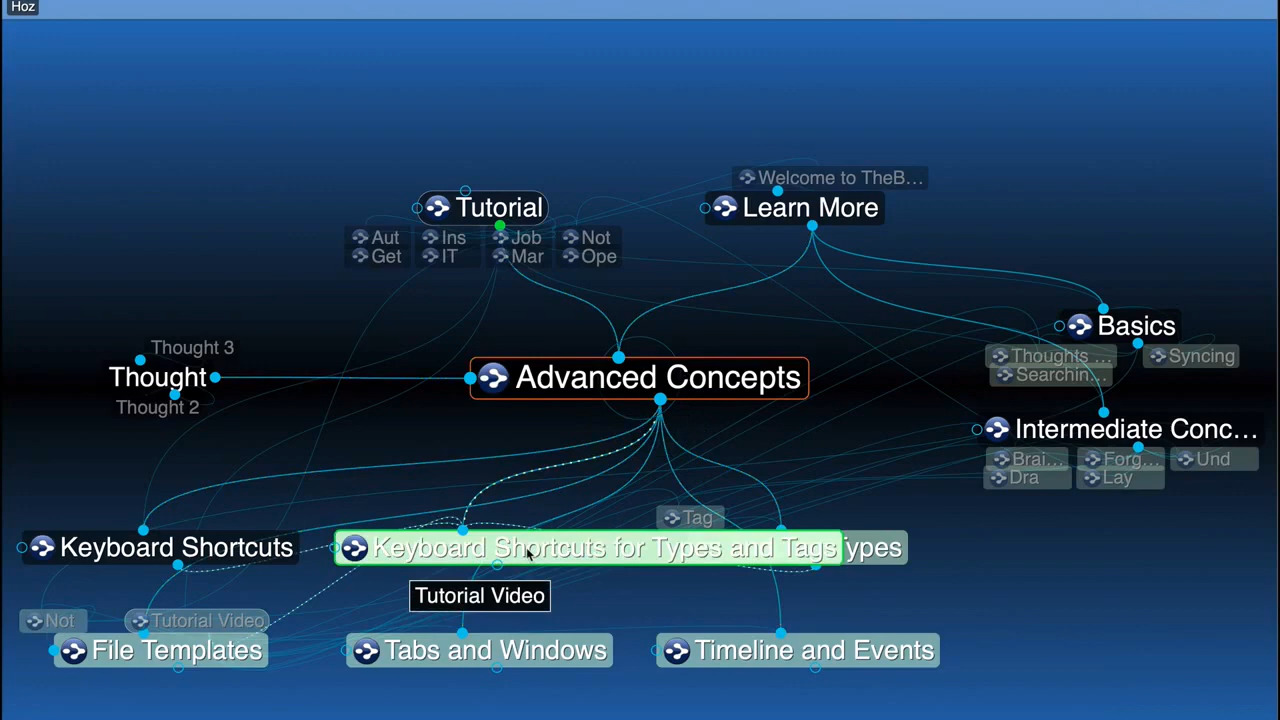 Hoz
Welcome to TheB...
Tutorial
Learn More
Aut Ins Job Not
Get IT Mar Ope
Basics
Thought 3
Thoughts ... Syncing
Searchin...
Thought
Advanced Concepts
Thought 2
Intermediate Conc...
Brai... Forg... Und
Dra Lay
Tag
Keyboard Shortcuts
Keyboard Shortcuts for Types and Tags
ypes
Tutorial Video
Not
Tutorial Video
File Templates
Tabs and Windows
Timeline and Events